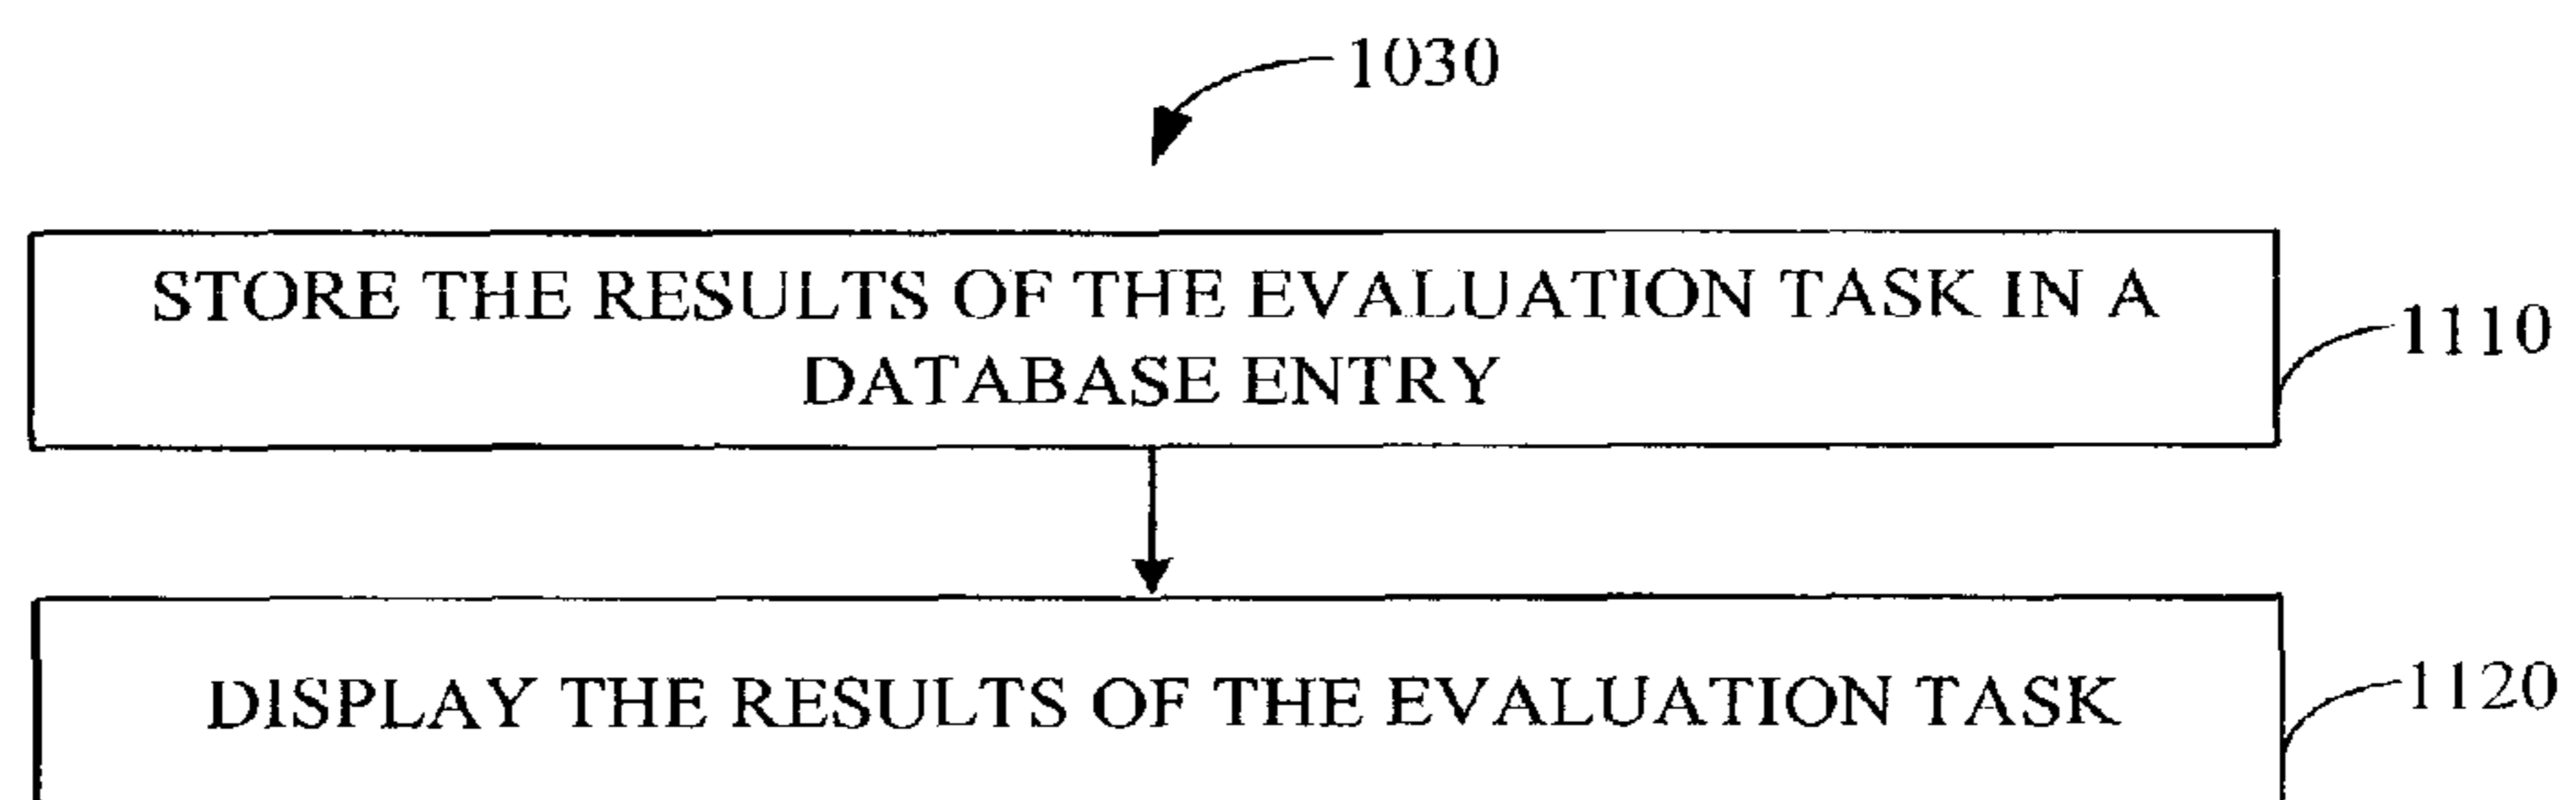 1030
STORE THE RESULTS OF THE EVALUATION TASK IN A
DATABASE ENTRY
1110
DISPLAY THE RESULTS OF THE EVALUATION TASK
1120